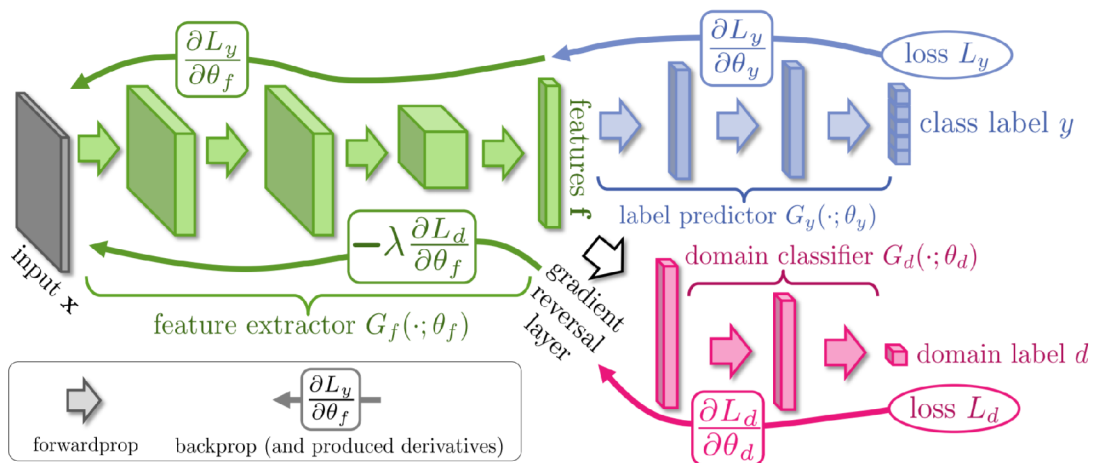 ∂L_y/∂θ_f
∂L_y/∂θ_y
loss L_y
input x
features f
class label y
label predictor G_y(·;θ_y)
−λ ∂L_d/∂θ_f
feature extractor G_f(·;θ_f)
gradient
reversal
layer
domain classifier G_d(·;θ_d)
domain label d
∂L_d/∂θ_d
loss L_d
forwardprop
∂L_y/∂θ_f
backprop (and produced derivatives)